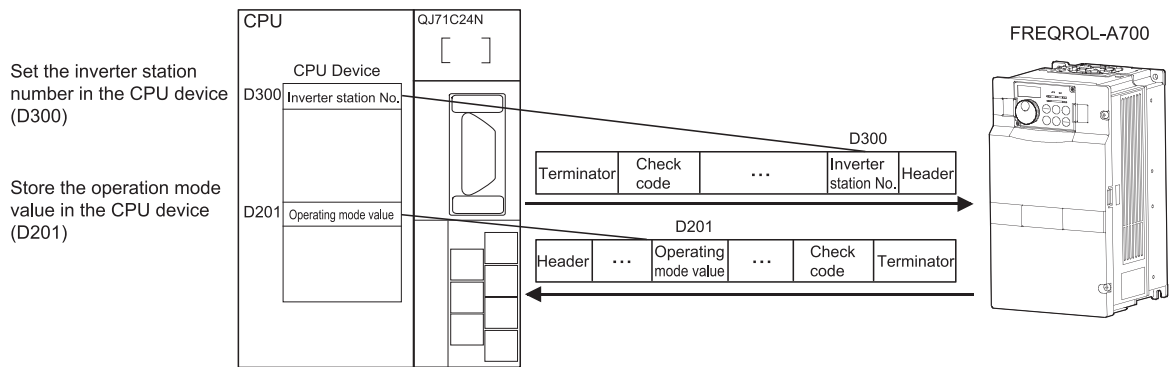 CPU
QJ71C24N
FREQROL-A700
Set the inverter station
number in the CPU device
(D300)
CPU Device
D300
Inverter station No.
D300
Terminator
Check
code
...
Inverter
station No.
Header
Store the operation mode
value in the CPU device
(D201)
D201
Operating mode value
D201
Header
...
Operating
mode value
...
Check
code
Terminator